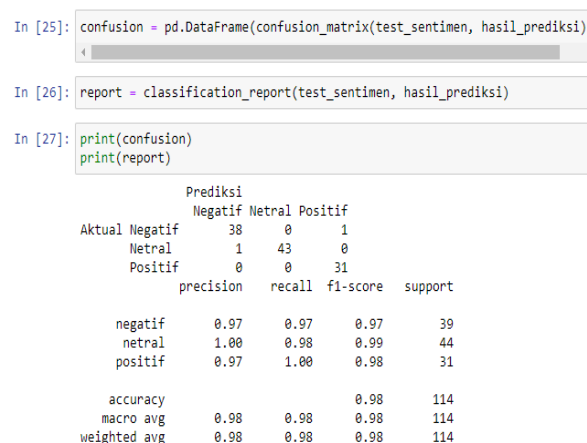 In [25]: confusion = pd.DataFrame(confusion_matrix(test_sentimen, hasil_prediksi)
In [26]: report = classification_report(test_sentimen, hasil_prediksi)
In [27]: print(confusion)
print(report)
Prediksi
Negatif Netral Positif
Aktual Negatif 38 0 1
Netral 1 43 0
Positif 0 0 31
precision recall f1-score support
negatif 0.97 0.97 0.97 39
netral 1.00 0.98 0.99 44
positif 0.97 1.00 0.98 31
accuracy 0.98 114
macro avg 0.98 0.98 0.98 114
weighted avg 0.98 0.98 0.98 114